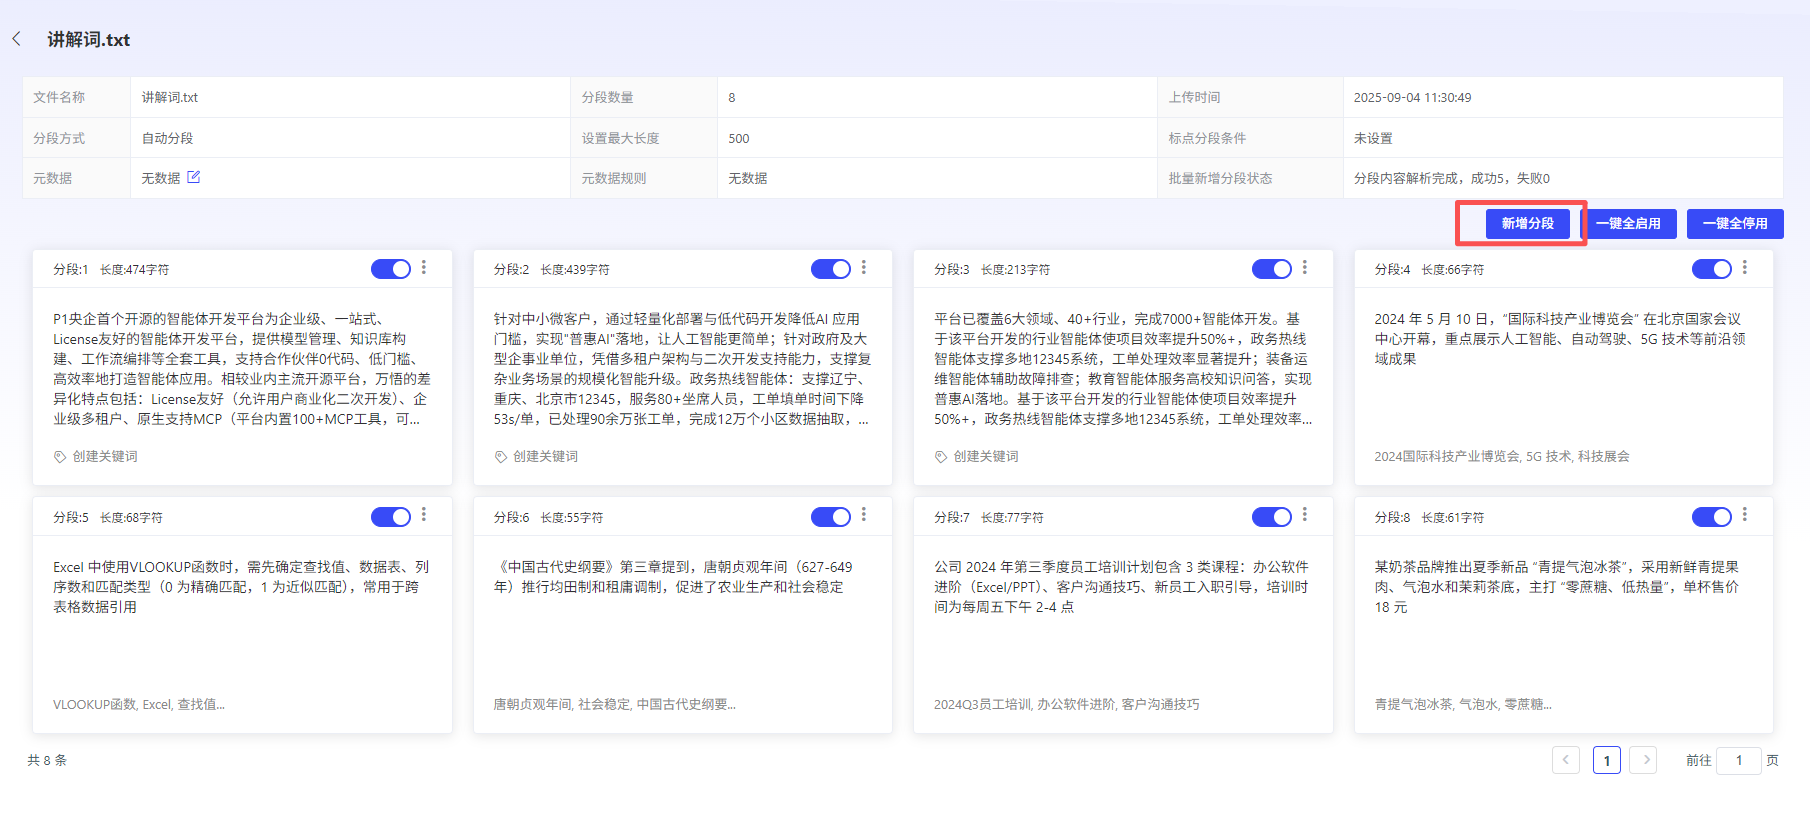 讲解词.txt
文件名称 讲解词.txt 分段数量 8 上传时间 2025-09-04 11:30:49
分段方式 自动分段 设置最大长度 500 标点分段条件 未设置
元数据 无数据 元数据规则 无数据 批量新增分段状态 分段内容解析完成，成功5，失败0
新增分段 一键全启用 一键全停用
分段:1 长度:474字符
P1央企首个开源的智能体开发平台为企业级、一站式、
License友好的智能体开发平台，提供模型管理、知识库构
建、工作流编排等全套工具，支持合作伙伴0代码、低门槛、
高效率地打造智能体应用。相较业内主流开源平台，万悟的差
异化特点包括：License友好（允许用户商业化二次开发）、企
业级多租户、原生支持MCP（平台内置100+MCP工具，可...
创建关键词
分段:2 长度:439字符
针对中小微客户，通过轻量化部署与低代码开发降低AI 应用
门槛，实现"普惠AI"落地，让人工智能更简单；针对政府及大
型企事业单位，凭借多租户架构与二次开发支持能力，支撑复
杂业务场景的规模化智能升级。政务热线智能体：支撑辽宁、
重庆、北京市12345，服务80+坐席人员，工单填单时间下降
53s/单，已处理90余万张工单，完成12万个小区数据抽取，...
创建关键词
分段:3 长度:213字符
平台已覆盖6大领域、40+行业，完成7000+智能体开发。基
于该平台开发的行业智能体使项目效率提升50%+，政务热线
智能体支撑多地12345系统，工单处理效率显著提升；装备运
维智能体辅助故障排查；教育智能体服务高校知识问答，实现
普惠AI落地。基于该平台开发的行业智能体使项目效率提升
50%+，政务热线智能体支撑多地12345系统，工单处理效率...
创建关键词
分段:4 长度:66字符
2024 年 5 月 10 日，“国际科技产业博览会” 在北京国家会议
中心开幕，重点展示人工智能、自动驾驶、5G 技术等前沿领
域成果
2024国际科技产业博览会, 5G 技术, 科技展会
分段:5 长度:68字符
Excel 中使用VLOOKUP函数时，需先确定查找值、数据表、列
序数和匹配类型（0 为精确匹配，1 为近似匹配），常用于跨
表格数据引用
VLOOKUP函数, Excel, 查找值...
分段:6 长度:55字符
《中国古代史纲要》第三章提到，唐朝贞观年间（627-649
年）推行均田制和租庸调制，促进了农业生产和社会稳定
唐朝贞观年间, 社会稳定, 中国古代史纲要...
分段:7 长度:77字符
公司 2024 年第三季度员工培训计划包含 3 类课程：办公软件
进阶（Excel/PPT）、客户沟通技巧、新员工入职引导，培训时
间为每周五下午 2-4 点
2024Q3员工培训, 办公软件进阶, 客户沟通技巧
分段:8 长度:61字符
某奶茶品牌推出夏季新品 “青提气泡冰茶”，采用新鲜青提果
肉、气泡水和茉莉茶底，主打 “零蔗糖、低热量”，单杯售价
18 元
青提气泡冰茶, 气泡水, 零蔗糖...
共 8 条 1 前往 1 页